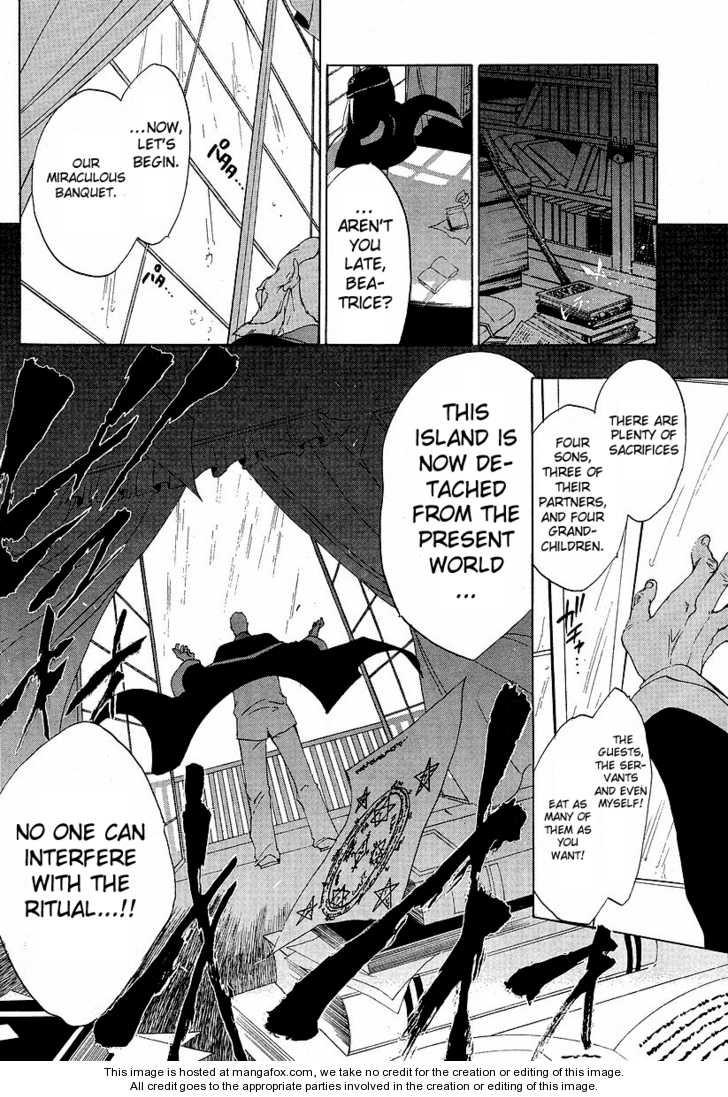 ...
AREN'T
YOU
LATE,
BEA-
TRICE?
...NOW,
LET'S
BEGIN.
OUR
MIRACULOUS
BANQUET.
THERE ARE
PLENTY OF
SACRIFICES
FOUR
SONS,
THREE OF
THEIR
PARTNERS,
AND FOUR
GRAND-
CHILDREN.
THE
GUESTS,
THE SER-
VANTS
AND EVEN
MYSELF!
EAT AS
MANY OF
THEM AS
YOU
WANT!
THIS
ISLAND IS
NOW DE-
TACHED
FROM THE
PRESENT
WORLD
...
NO ONE CAN
INTERFERE
WITH THE
RITUAL...!!
This image is hosted at mangafox.com, we take no credit for the creation or editing of this image.
All credit goes to the appropriate parties involved in the creation or editing of this image.